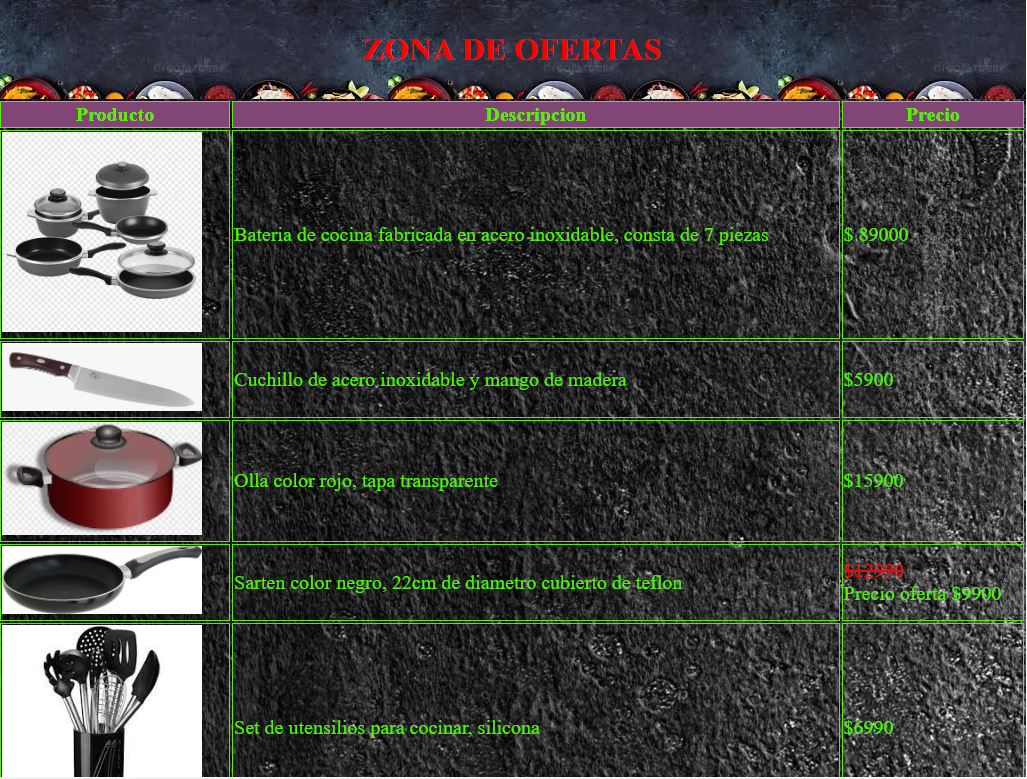 ZONA DE OFERTAS
Producto Descripcion Precio
Bateria de cocina fabricada en acero inoxidable, consta de 7 piezas $ 89000
Cuchillo de acero inoxidable y mango de madera $5900
Olla color rojo, tapa transparente $15900
$12990
Sarten color negro, 22cm de diametro cubierto de teflon
Precio oferta $9900
Set de utensilios para cocinar, silicona $6990